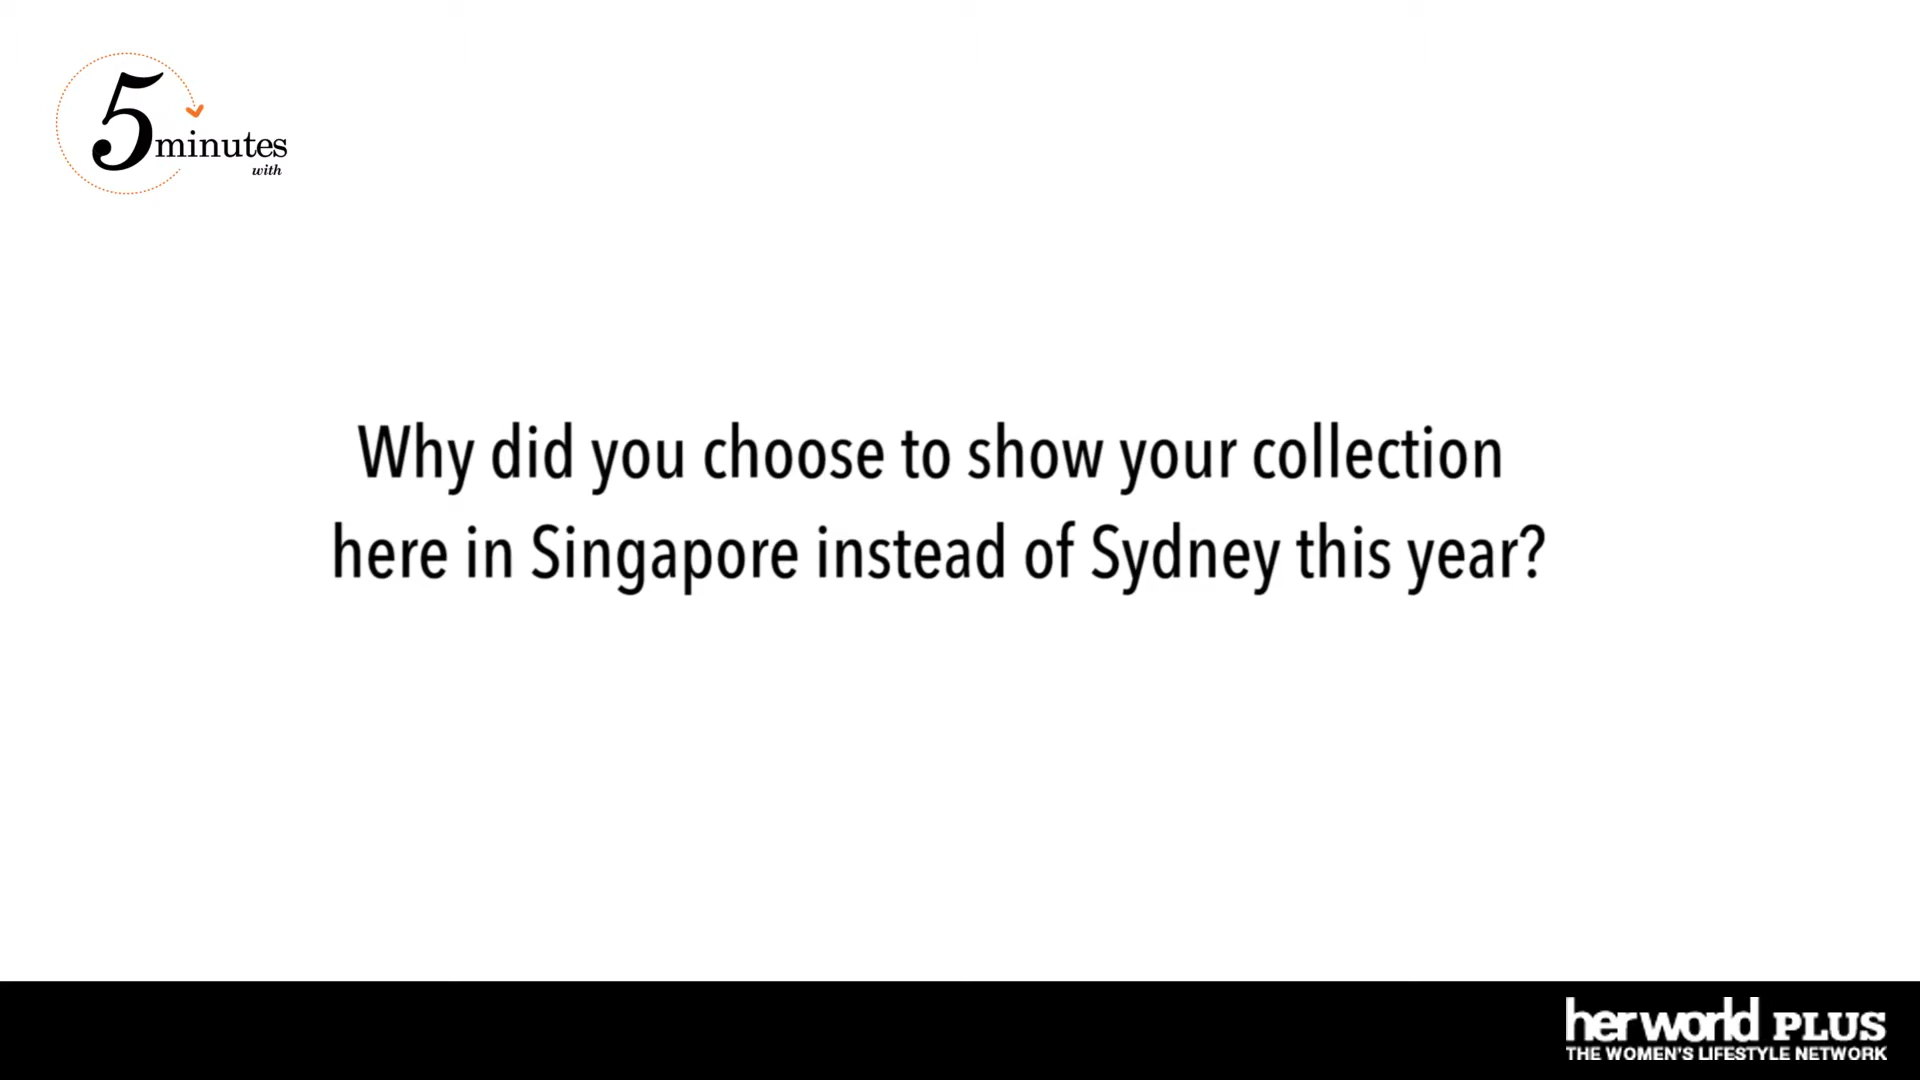 5 minutes
with
Why did you choose to show your collection
here in Singapore instead of Sydney this year?
herworld PLUS
THE WOMEN'S LIFESTYLE NETWORK